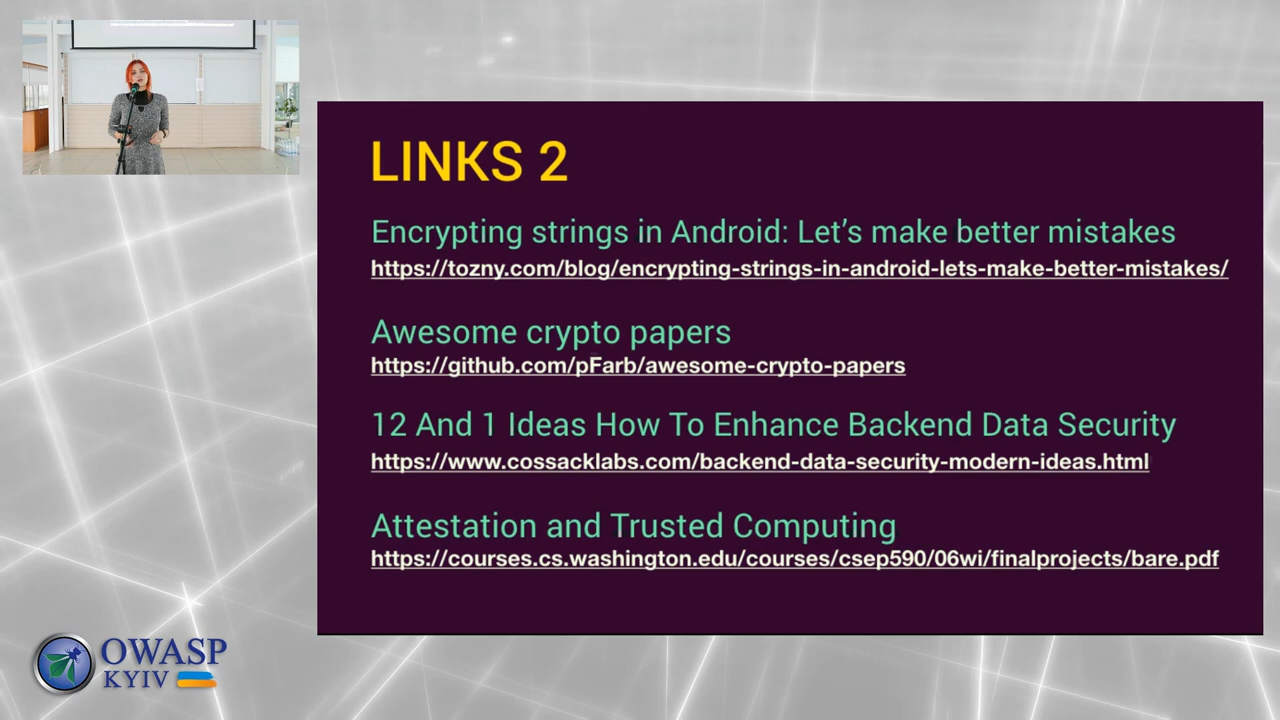 LINKS 2
Encrypting strings in Android: Let's make better mistakes
https://tozny.com/blog/encrypting-strings-in-android-lets-make-better-mistakes/
Awesome crypto papers
https://github.com/pFarb/awesome-crypto-papers
12 And 1 Ideas How To Enhance Backend Data Security
https://www.cossacklabs.com/backend-data-security-modern-ideas.html
Attestation and Trusted Computing
https://courses.cs.washington.edu/courses/csep590/06wi/finalprojects/bare.pdf
OWASP
KYIV